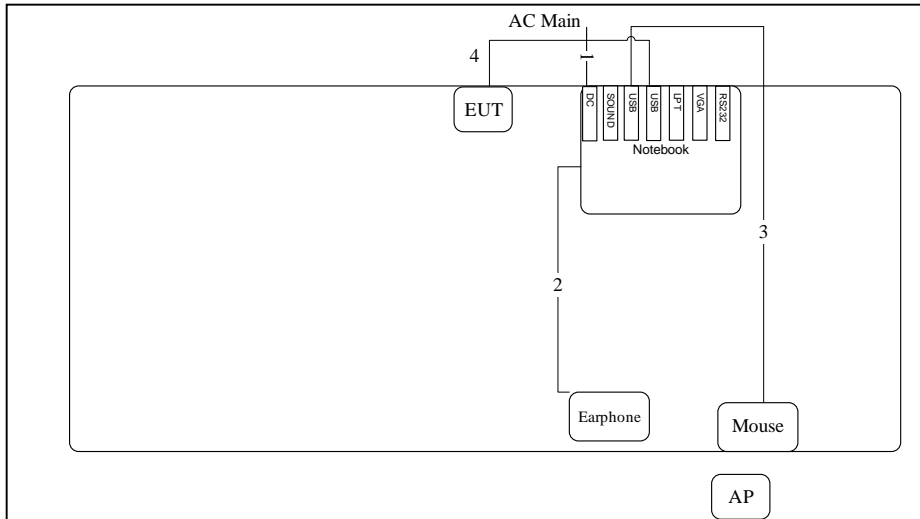 AC Main
4
1
EUT
DC
SOUND
USB
USB
LPT
VGA
RS232
Notebook
3
2
Earphone
Mouse
AP